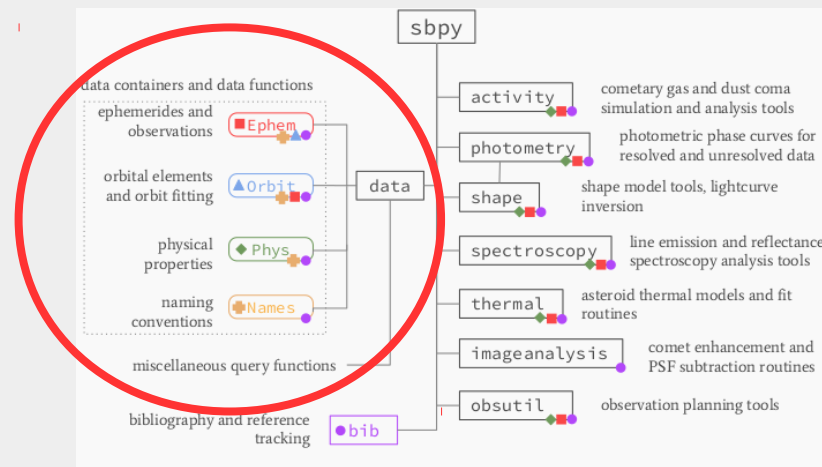 sbpy
data containers and data functions
ephemerides and
observations
Ephem
orbital elements
and orbit fitting
Orbit
physical
properties
Phys
naming
conventions
Names
data
miscellaneous query functions
bibliography and reference
tracking
bib
activity
cometary gas and dust coma
simulation and analysis tools
photometry
photometric phase curves for
resolved and unresolved data
shape
shape model tools, lightcurve
inversion
spectroscopy
line emission and reflectance
spectroscopy analysis tools
thermal
asteroid thermal models and fit
routines
imageanalysis
comet enhancement and
PSF subtraction routines
obsutil
observation planning tools